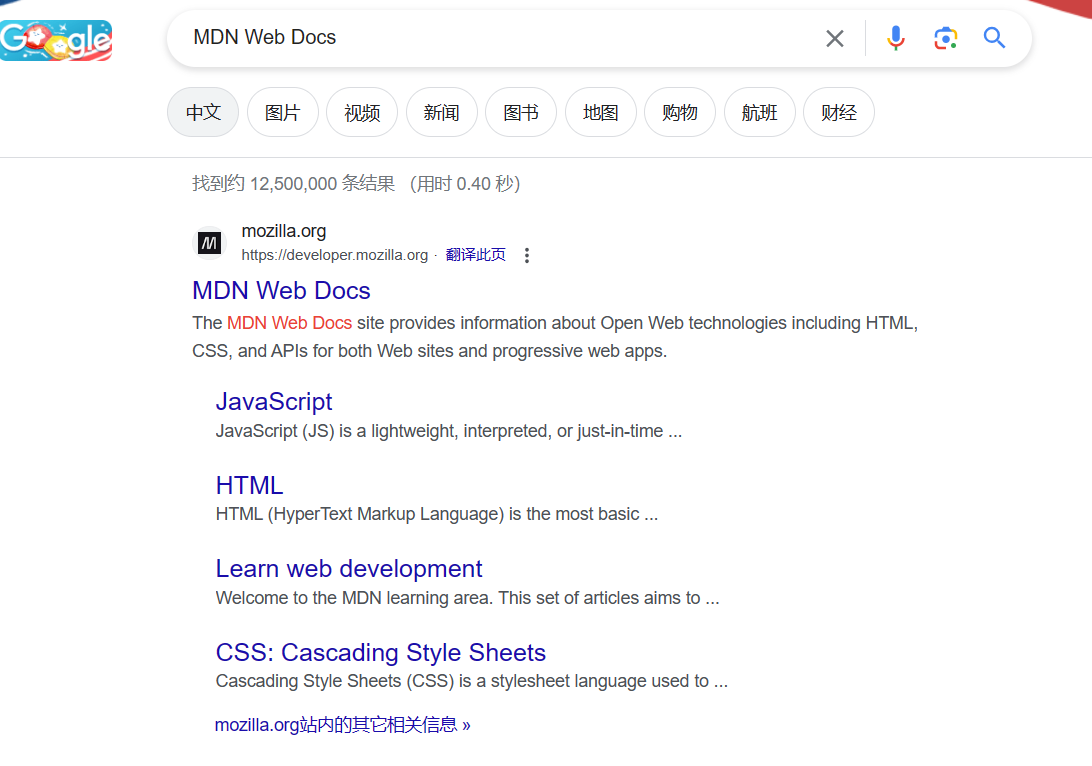 Google
MDN Web Docs
中文 图片 视频 新闻 图书 地图 购物 航班 财经
找到约 12,500,000 条结果 （用时 0.40 秒）
M
mozilla.org
https://developer.mozilla.org · 翻译此页
MDN Web Docs
The MDN Web Docs site provides information about Open Web technologies including HTML,
CSS, and APIs for both Web sites and progressive web apps.
JavaScript
JavaScript (JS) is a lightweight, interpreted, or just-in-time ...
HTML
HTML (HyperText Markup Language) is the most basic ...
Learn web development
Welcome to the MDN learning area. This set of articles aims to ...
CSS: Cascading Style Sheets
Cascading Style Sheets (CSS) is a stylesheet language used to ...
mozilla.org站内的其它相关信息 »